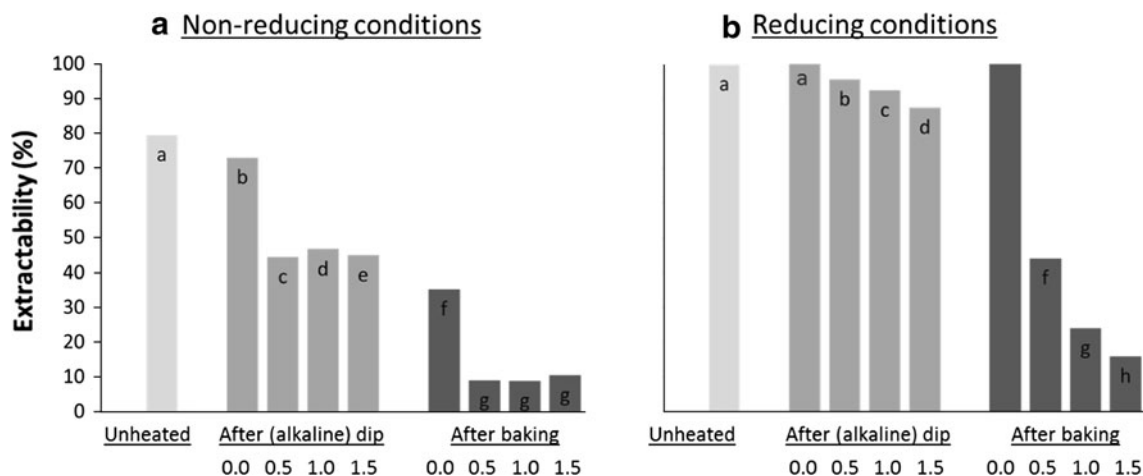 a Non-reducing conditions
b Reducing conditions
Extractability (%)
100
90
80
70
60
50
40
30
20
10
0
a
b
c
d
e
f
g
g
g
Unheated
After (alkaline) dip
After baking
0.0 0.5 1.0 1.5
0.0 0.5 1.0 1.5
a
a
b
c
d
f
g
h
Unheated
After (alkaline) dip
After baking
0.0 0.5 1.0 1.5
0.0 0.5 1.0 1.5